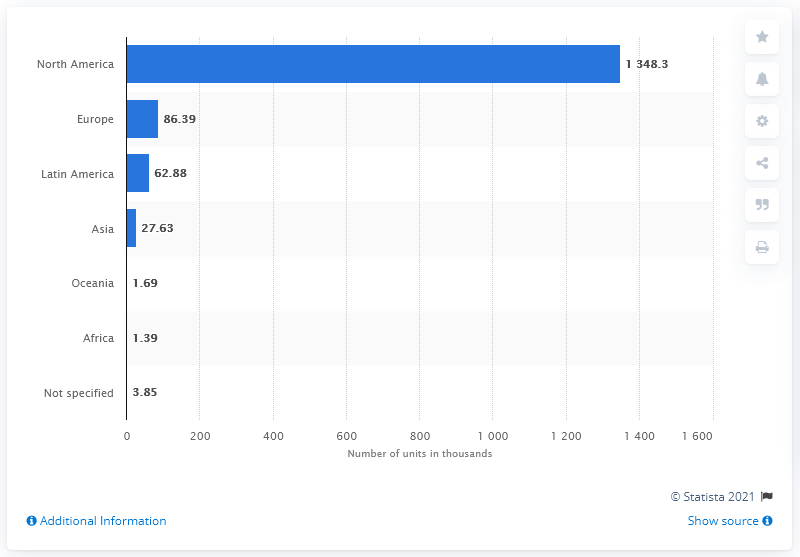 North America 1 348.3
Europe 86.39
Latin America 62.88
Asia 27.63
Oceania 1.69
Africa 1.39
Not specified 3.85
0 200 400 600 800 1 000 1 200 1 400 1 600
Number of units in thousands
© Statista 2021
Additional Information Show source